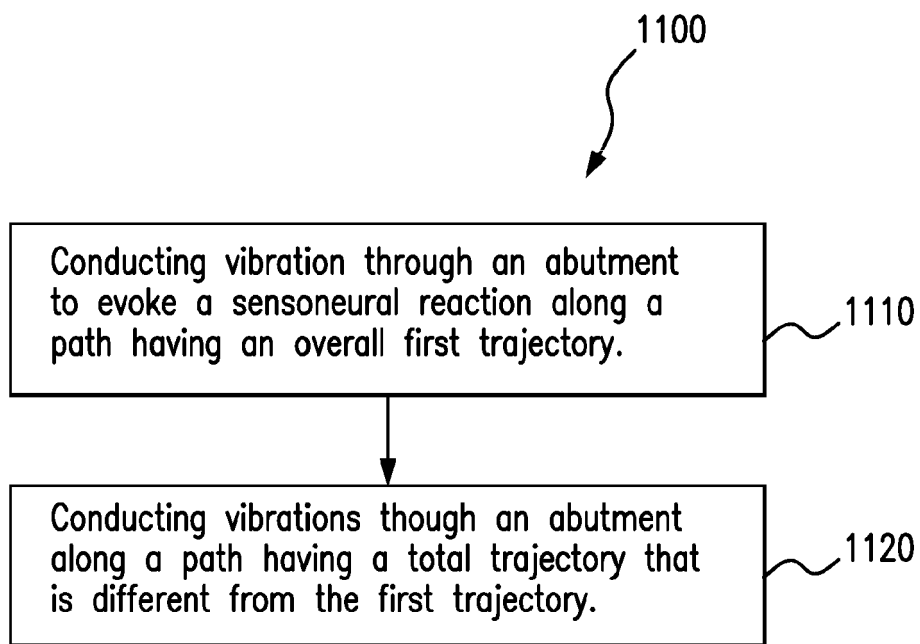 1100
Conducting vibration through an abutment
to evoke a sensoneural reaction along a
path having an overall first trajectory.
1110
Conducting vibrations though an abutment
along a path having a total trajectory that
is different from the first trajectory.
1120